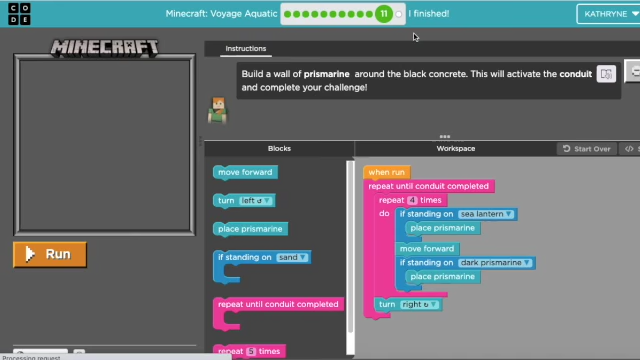 CODE
Minecraft: Voyage Aquatic
11
I finished!
KATHRYNE
MINECRAFT
Instructions
Build a wall of prismarine around the black concrete. This will activate the conduit
and complete your challenge!
Blocks
Workspace
Start Over
</> S
move forward
turn left
place prismarine
if standing on sand
repeat until conduit completed
repeat 5 times
when run
repeat until conduit completed
repeat 4 times
do
if standing on sea lantern
place prismarine
move forward
if standing on dark prismarine
place prismarine
turn right
Run
Processing request